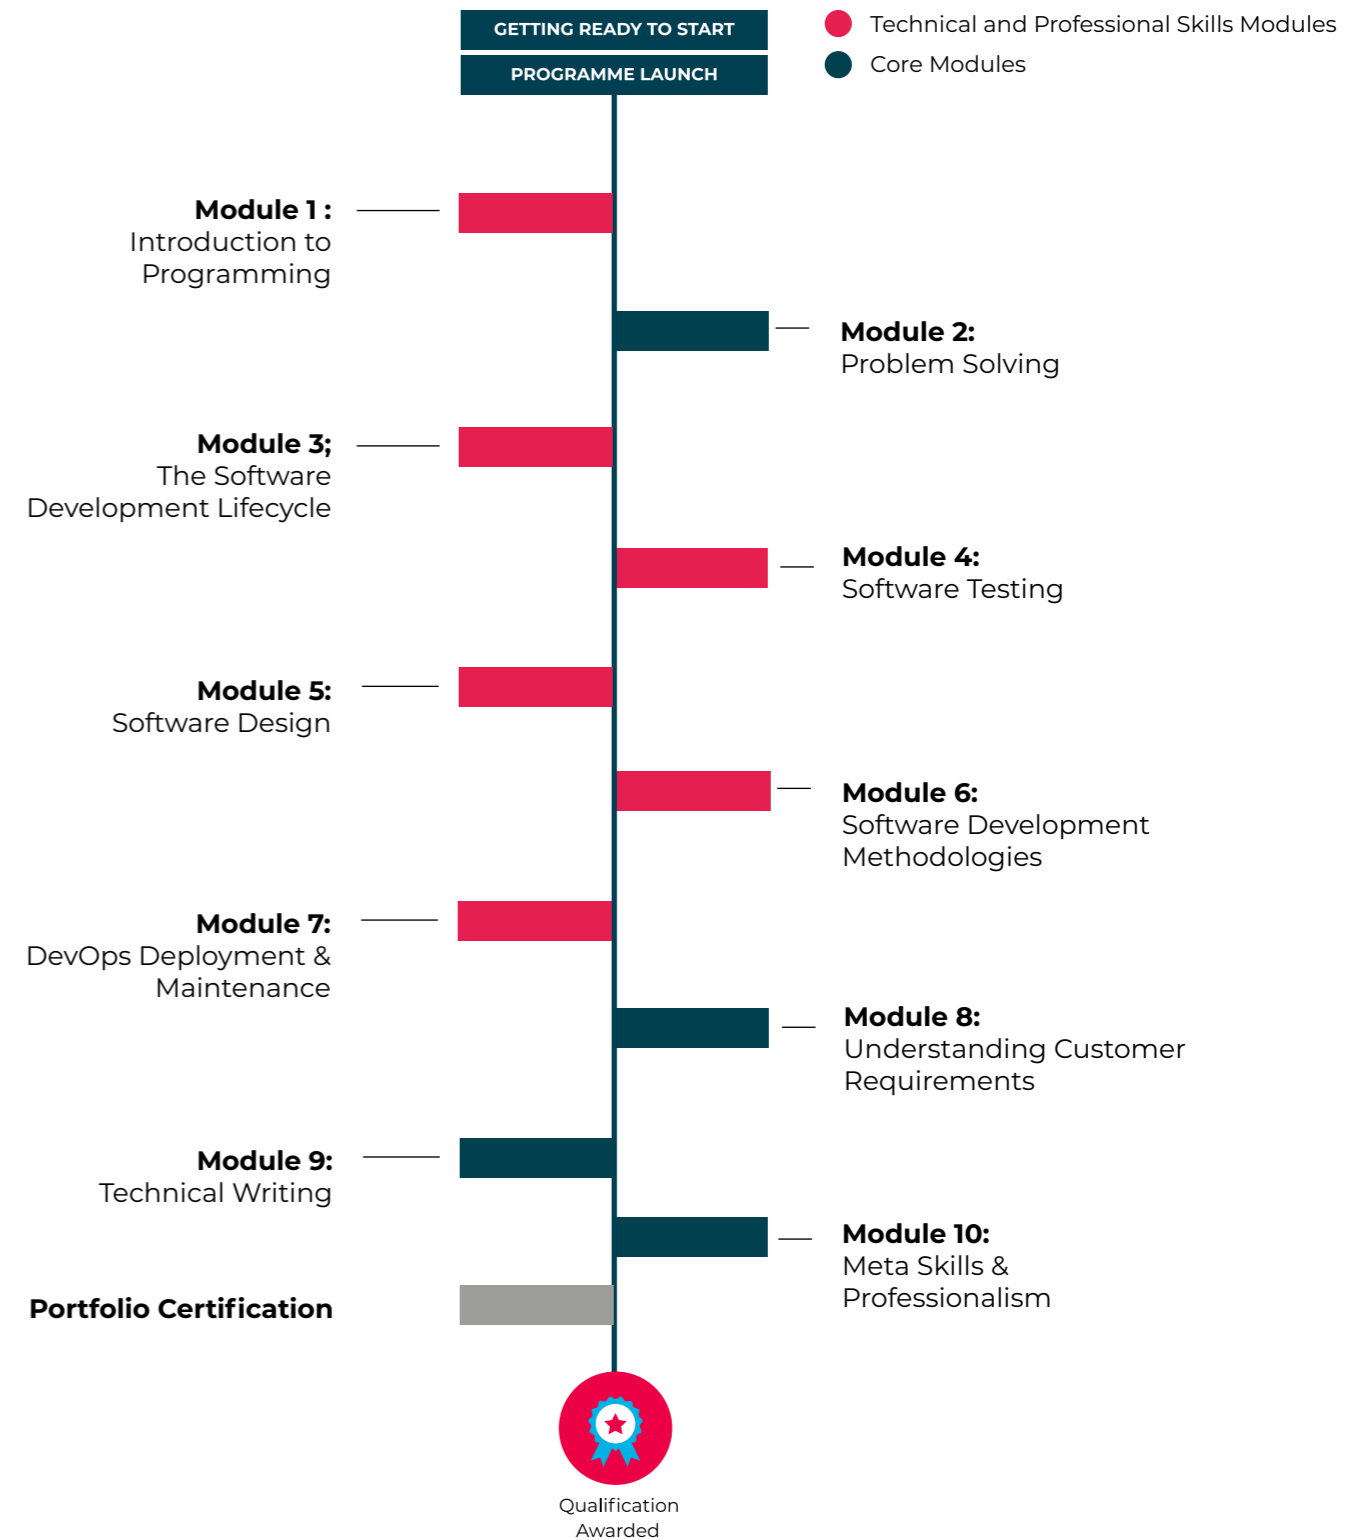 GETTING READY TO START
PROGRAMME LAUNCH
Technical and Professional Skills Modules
Core Modules
Module 1 :
Introduction to
Programming
Module 2:
Problem Solving
Module 3;
The Software
Development Lifecycle
Module 4:
Software Testing
Module 5:
Software Design
Module 6:
Software Development
Methodologies
Module 7:
DevOps Deployment &
Maintenance
Module 8:
Understanding Customer
Requirements
Module 9:
Technical Writing
Module 10:
Meta Skills &
Professionalism
Portfolio Certification
Qualification
Awarded